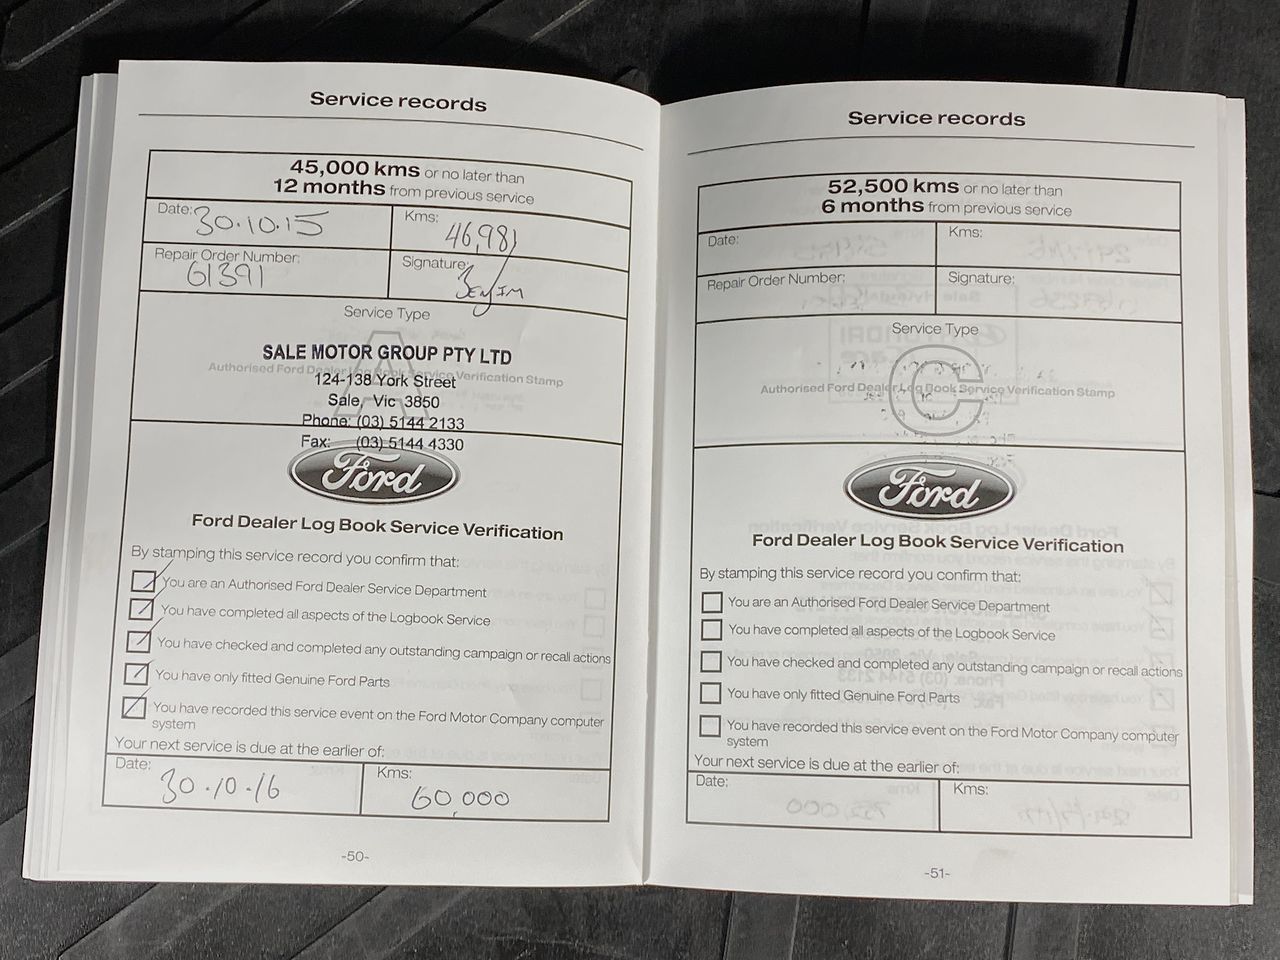 Service records
45,000 kms or no later than
12 months from previous service
Date: 30.10.15
Kms: 46,981
Repair Order Number: 61391
Signature:
Service Type
A
SALE MOTOR GROUP PTY LTD
Authorised Ford Dealer Log Book Service Verification Stamp
124-138 York Street
Sale, Vic 3850
Phone: (03) 5144 2133
Fax: (03) 5144 4330
Ford
Ford Dealer Log Book Service Verification
By stamping this service record you confirm that:
You are an Authorised Ford Dealer Service Department
You have completed all aspects of the Logbook Service
You have checked and completed any outstanding campaign or recall actions
You have only fitted Genuine Ford Parts
You have recorded this service event on the Ford Motor Company computer
system
Your next service is due at the earlier of:
Date: 30.10.16
Kms: 60,000
-50-
Service records
52,500 kms or no later than
6 months from previous service
Date:
Kms:
Repair Order Number:
Signature:
Service Type
C
Authorised Ford Dealer Log Book Service Verification Stamp
Ford
Ford Dealer Log Book Service Verification
By stamping this service record you confirm that:
You are an Authorised Ford Dealer Service Department
You have completed all aspects of the Logbook Service
You have checked and completed any outstanding campaign or recall actions
You have only fitted Genuine Ford Parts
You have recorded this service event on the Ford Motor Company computer
system
Your next service is due at the earlier of:
Date:
Kms:
-51-